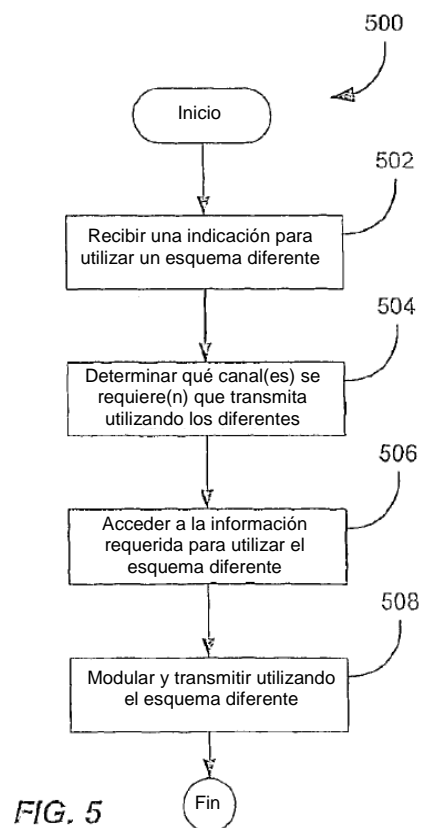 500
Inicio
502
Recibir una indicación para
utilizar un esquema diferente
504
Determinar qué canal(es) se
requiere(n) que transmita
utilizando los diferentes
506
Acceder a la información
requerida para utilizar el
esquema diferente
508
Modular y transmitir utilizando
el esquema diferente
Fin
FIG. 5